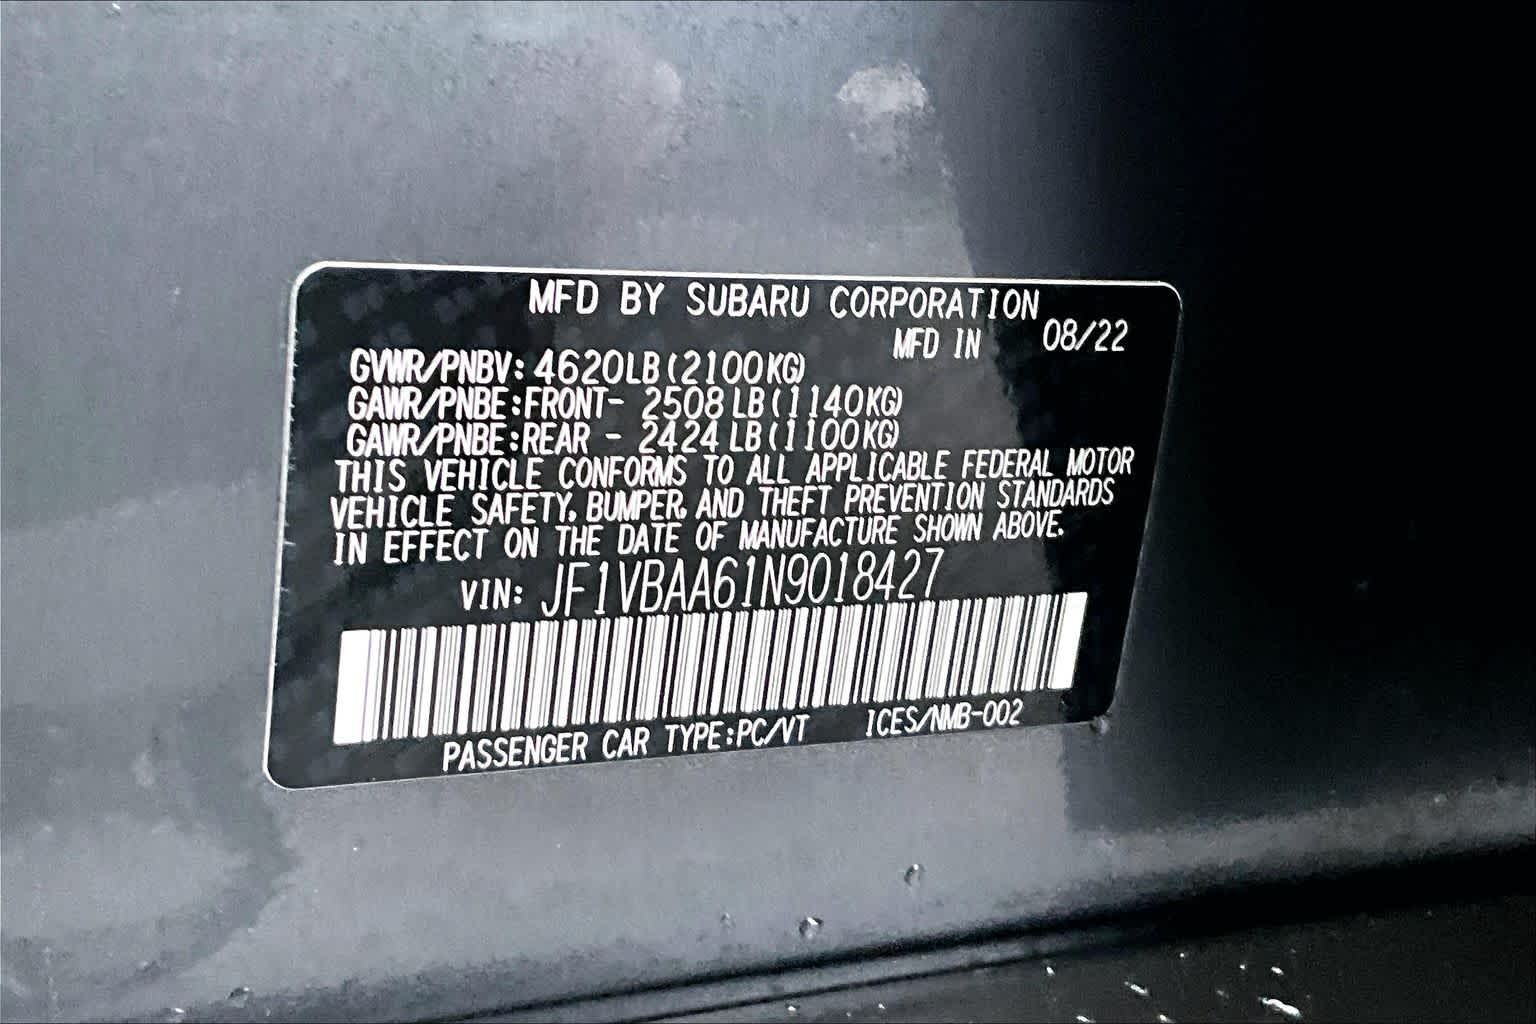 MFD BY SUBARU CORPORATION
MFD IN 08/22
GVWR/PNBV: 4620LB(2100KG)
GAWR/PNBE:FRONT- 2508 LB(1140KG)
GAWR/PNBE:REAR - 2424 LB(1100KG)
THIS VEHICLE CONFORMS TO ALL APPLICABLE FEDERAL MOTOR
VEHICLE SAFETY, BUMPER, AND THEFT PREVENTION STANDARDS
IN EFFECT ON THE DATE OF MANUFACTURE SHOWN ABOVE.
VIN: JF1VBAA61N9018427
PASSENGER CAR TYPE:PC/VT ICES/NMB-002